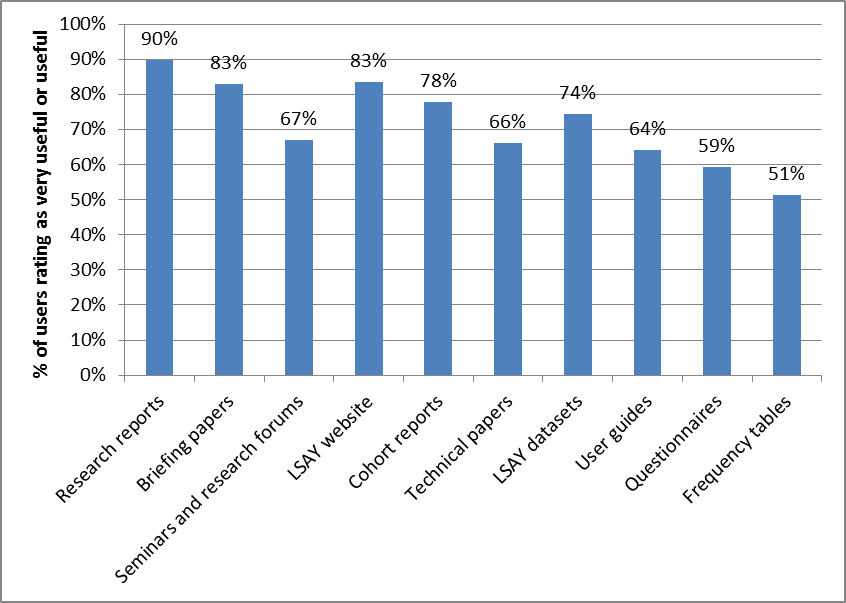 % of users rating as very useful or useful
100%
90%
80%
70%
60%
50%
40%
30%
20%
10%
0%
90%
83%
67%
83%
78%
66%
74%
64%
59%
51%
Research reports
Briefing papers
Seminars and research forums
LSAY website
Cohort reports
Technical papers
LSAY datasets
User guides
Questionnaires
Frequency tables